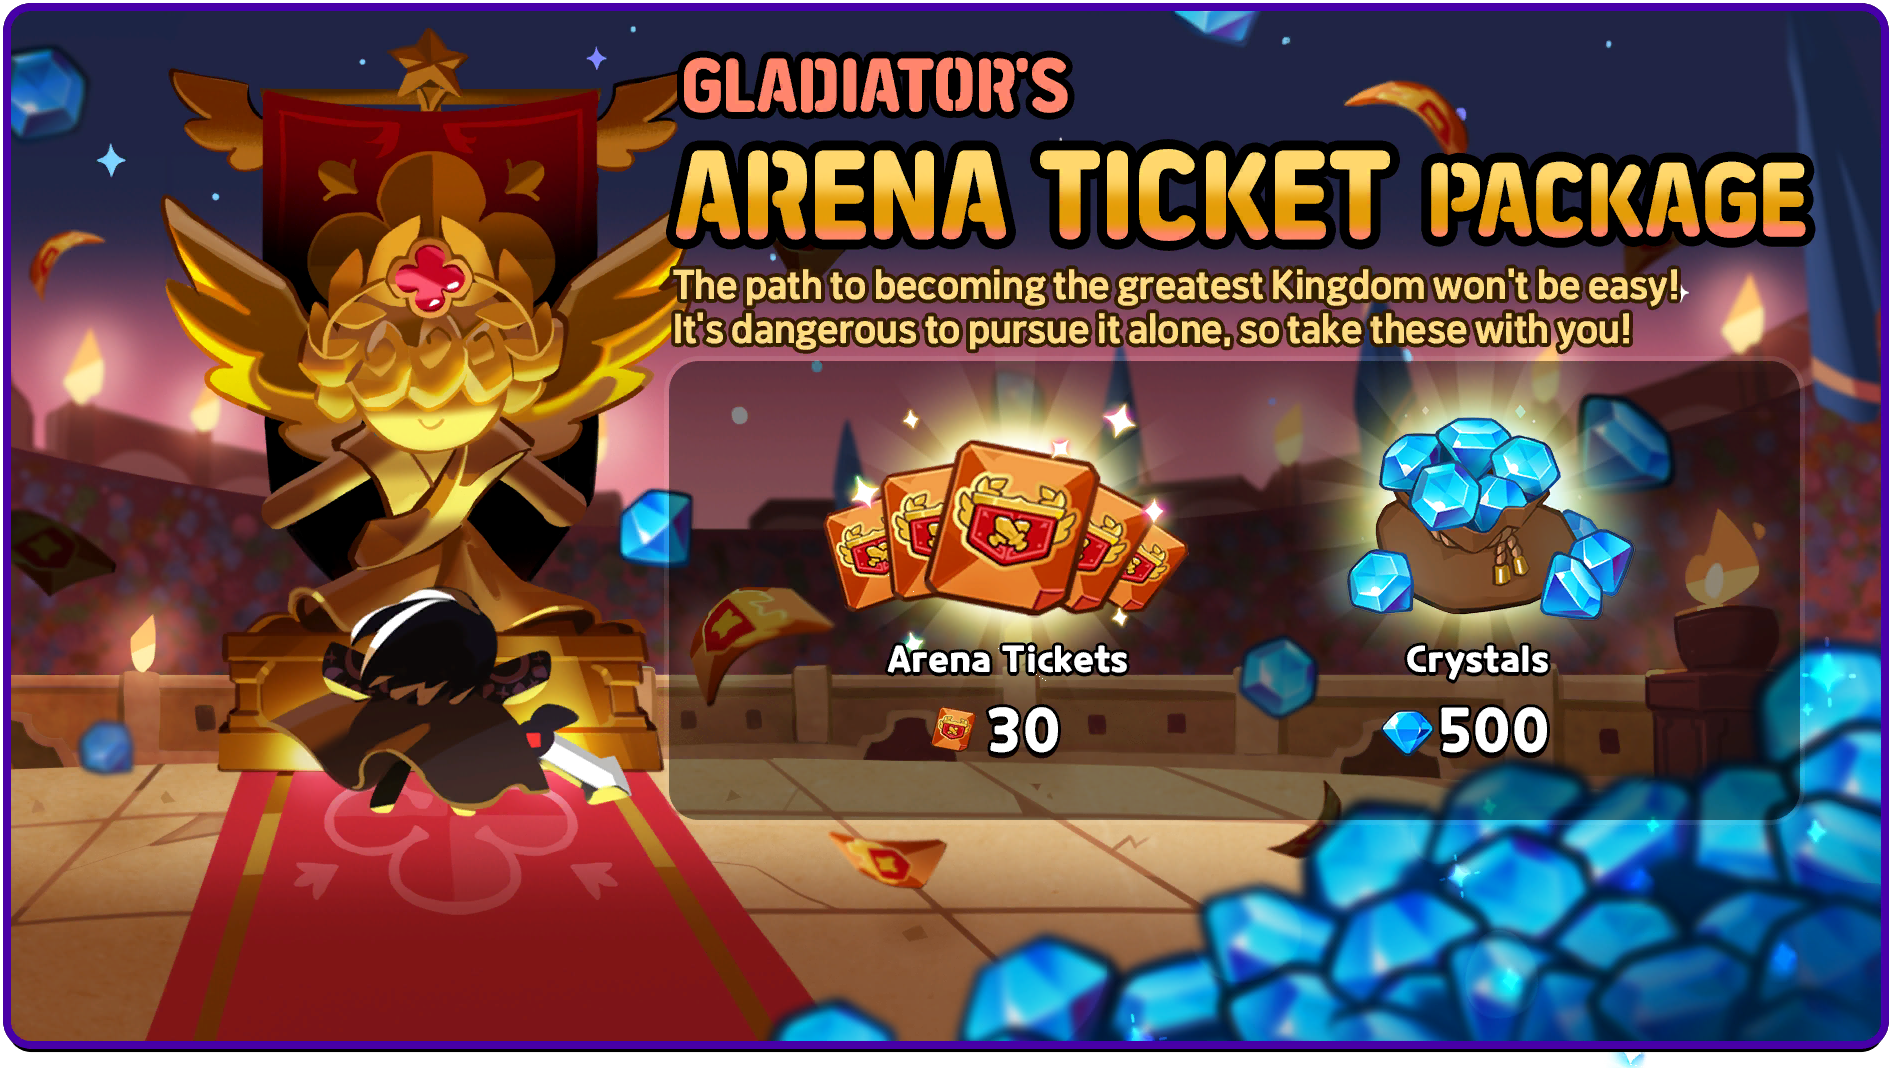 GLADIATOR'S
ARENA TICKET PACKAGE
The path to becoming the greatest Kingdom won't be easy!
It's dangerous to pursue it alone, so take these with you!
Arena Tickets
30
Crystals
500